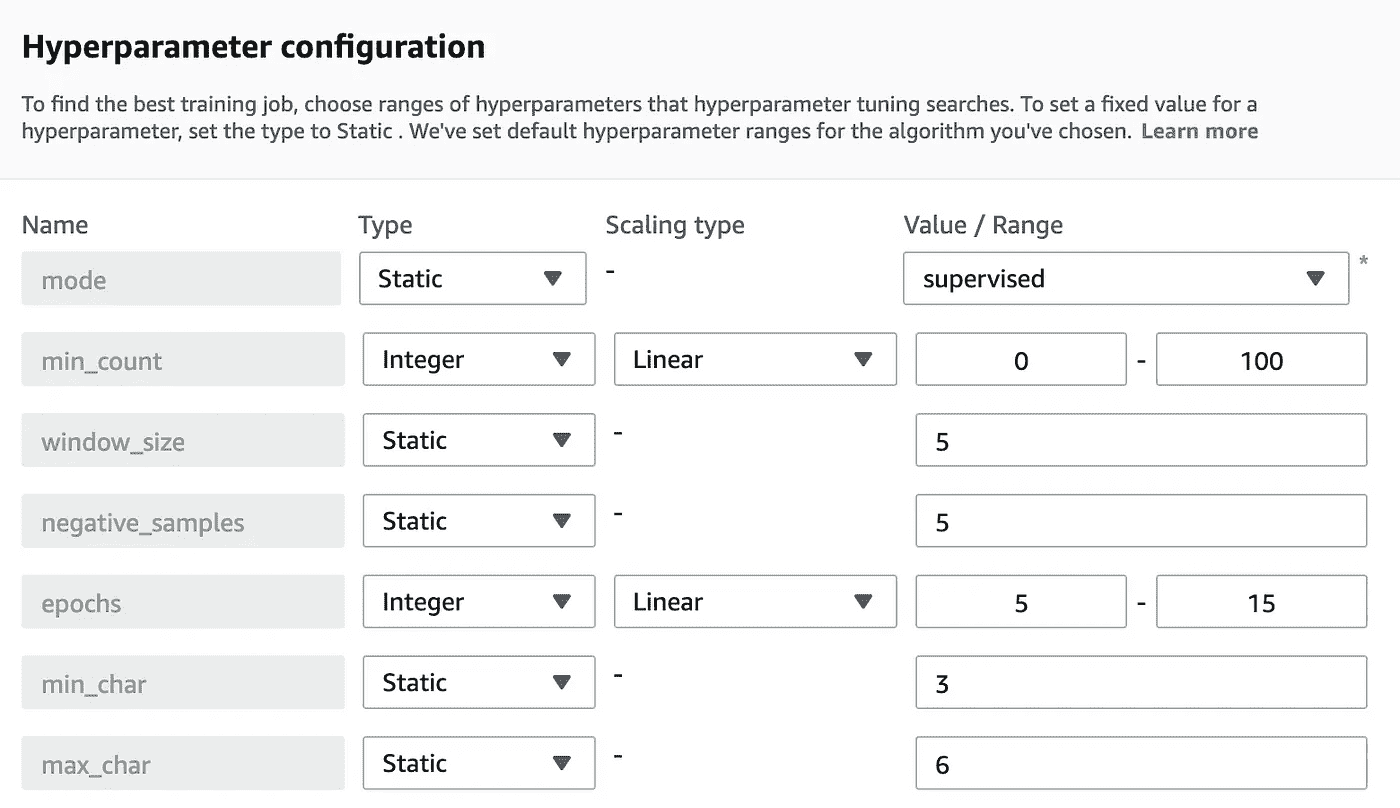 Hyperparameter configuration
To find the best training job, choose ranges of hyperparameters that hyperparameter tuning searches. To set a fixed value for a
hyperparameter, set the type to Static . We've set default hyperparameter ranges for the algorithm you've chosen. Learn more
Name Type Scaling type Value / Range
mode Static - supervised *
min_count Integer Linear 0 - 100
window_size Static - 5
negative_samples Static - 5
epochs Integer Linear 5 - 15
min_char Static - 3
max_char Static - 6